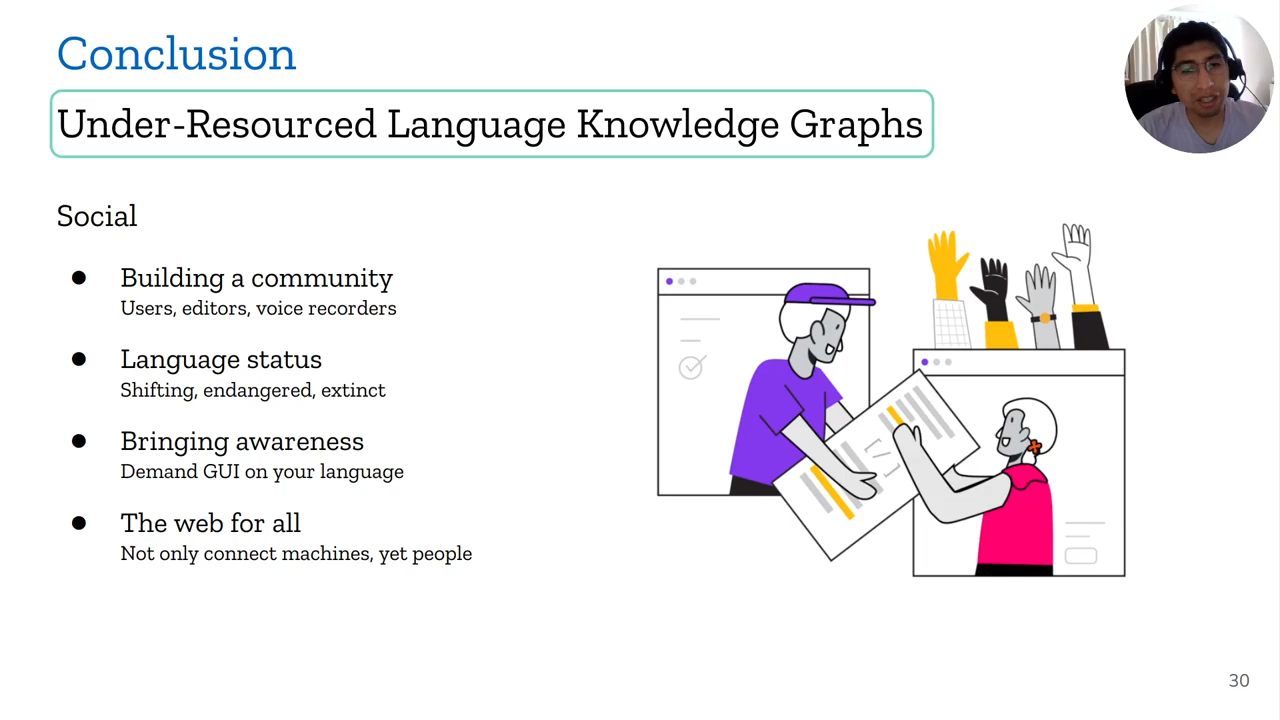 Conclusion
Under-Resourced Language Knowledge Graphs
Social
● Building a community
Users, editors, voice recorders
● Language status
Shifting, endangered, extinct
● Bringing awareness
Demand GUI on your language
● The web for all
Not only connect machines, yet people
30